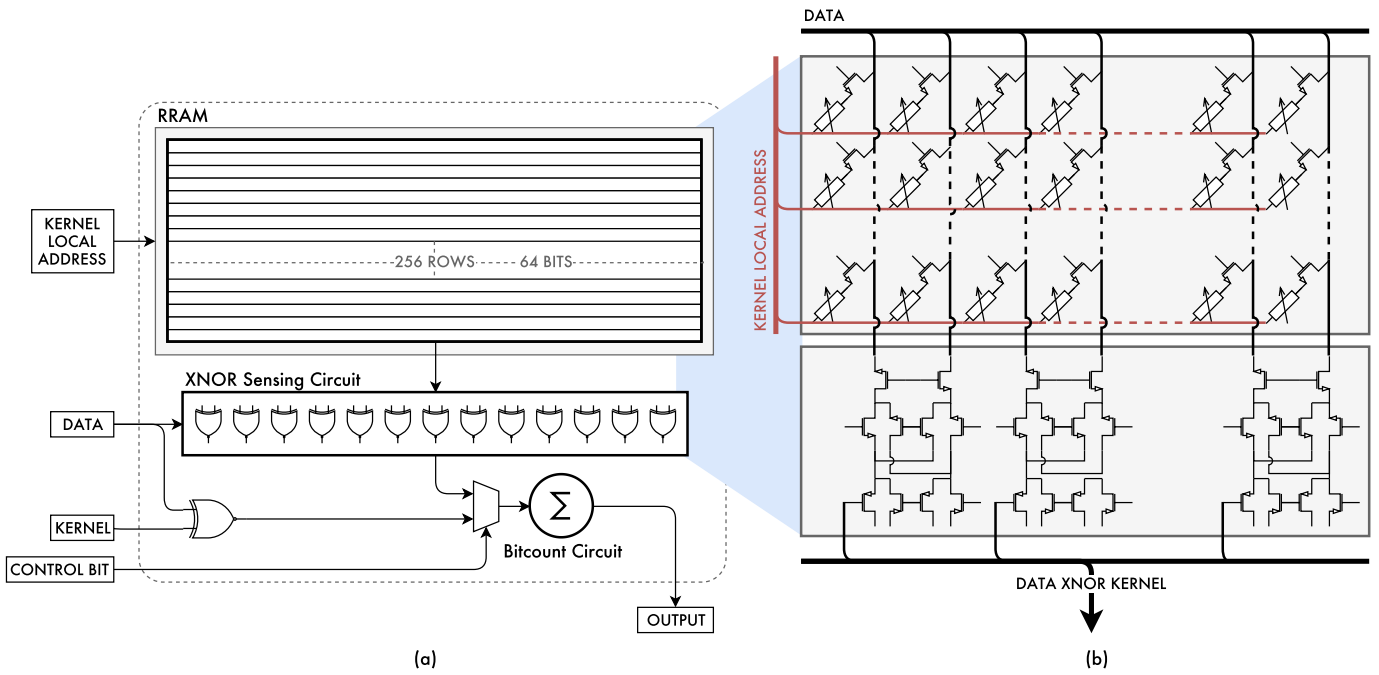 RRAM
KERNEL
LOCAL
ADDRESS
256 ROWS
64 BITS
XNOR Sensing Circuit
DATA
KERNEL
CONTROL BIT
Σ
Bitcount Circuit
OUTPUT
(a)
DATA
KERNEL LOCAL ADDRESS
DATA XNOR KERNEL
(b)